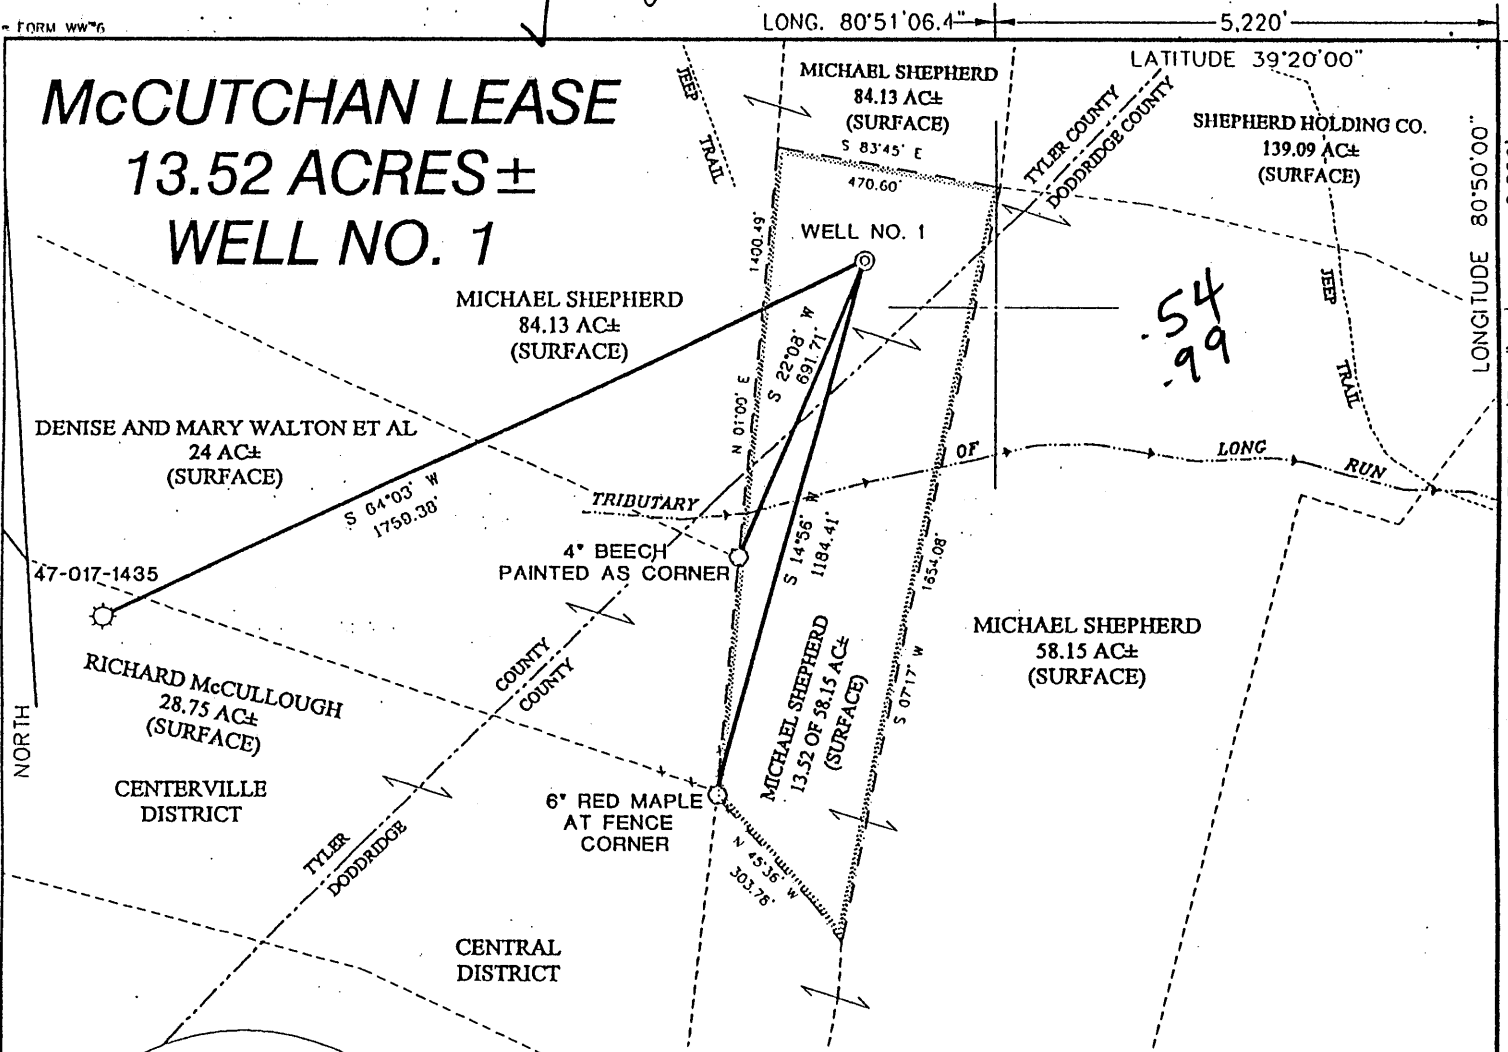 FORM WW-6
LONG. 80°51'06.4"
5,220'
LATITUDE 39°20'00"
McCUTCHAN LEASE
13.52 ACRES±
WELL NO. 1
JEEP
TRAIL
MICHAEL SHEPHERD
84.13 AC±
(SURFACE)
S 83°45' E
470.60'
TYLER COUNTY
DODDRIDGE COUNTY
SHEPHERD HOLDING CO.
139.09 AC±
(SURFACE)
LONGITUDE 80°50'00"
1400.49'
N 01°00' E
WELL NO. 1
MICHAEL SHEPHERD
84.13 AC±
(SURFACE)
S 22°08' W
691.71'
.54
.99
JEEP
TRAIL
DENISE AND MARY WALTON ET AL
24 AC±
(SURFACE)
S 64°03' W
1759.38'
TRIBUTARY
OF
LONG
RUN
4" BEECH
PAINTED AS CORNER
S 14°56' W
1184.41'
1654.08'
S 07°17' W
47-017-1435
MICHAEL SHEPHERD
58.15 AC±
(SURFACE)
MICHAEL SHEPHERD
13.52 OF 58.15 AC±
(SURFACE)
RICHARD McCULLOUGH
28.75 AC±
(SURFACE)
COUNTY
COUNTY
NORTH
CENTERVILLE
DISTRICT
6" RED MAPLE
AT FENCE
CORNER
TYLER
DODDRIDGE
N 45°36' W
303.78'
CENTRAL
DISTRICT